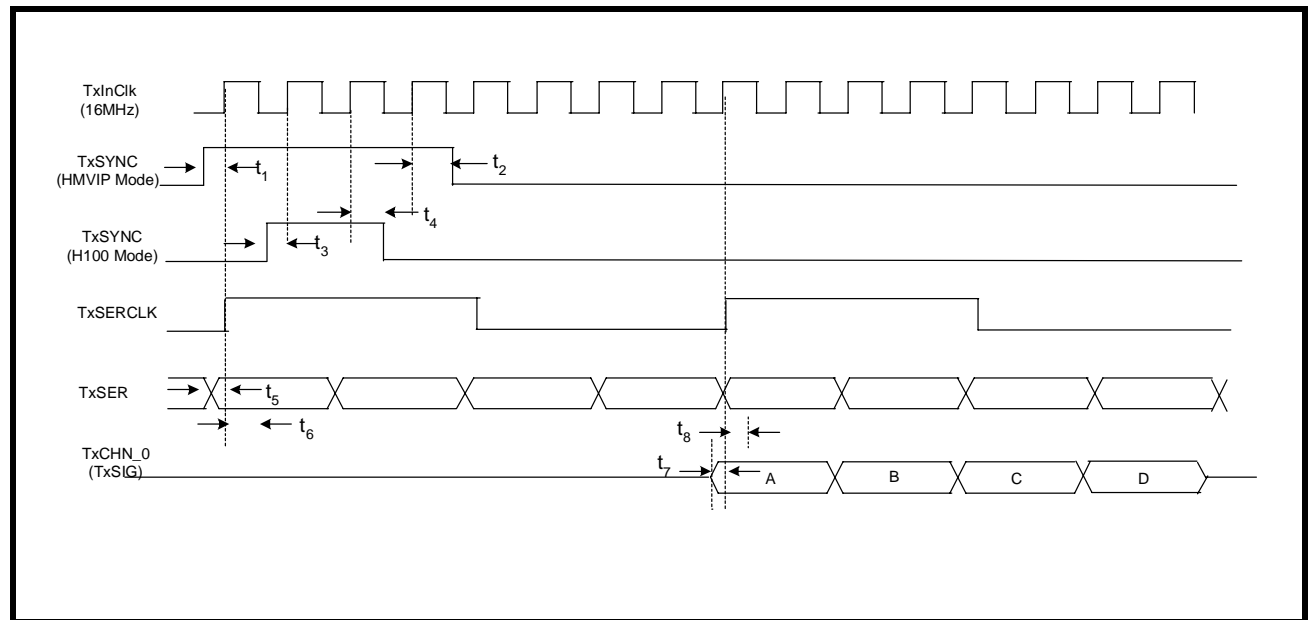 TxInClk
(16MHz)
TxSYNC
(HMVIP Mode)
t1
t2
TxSYNC
(H100 Mode)
t3
t4
TxSERCLK
TxSER
t5
t6
TxCHN_0
(TxSIG)
t7
t8
A
B
C
D